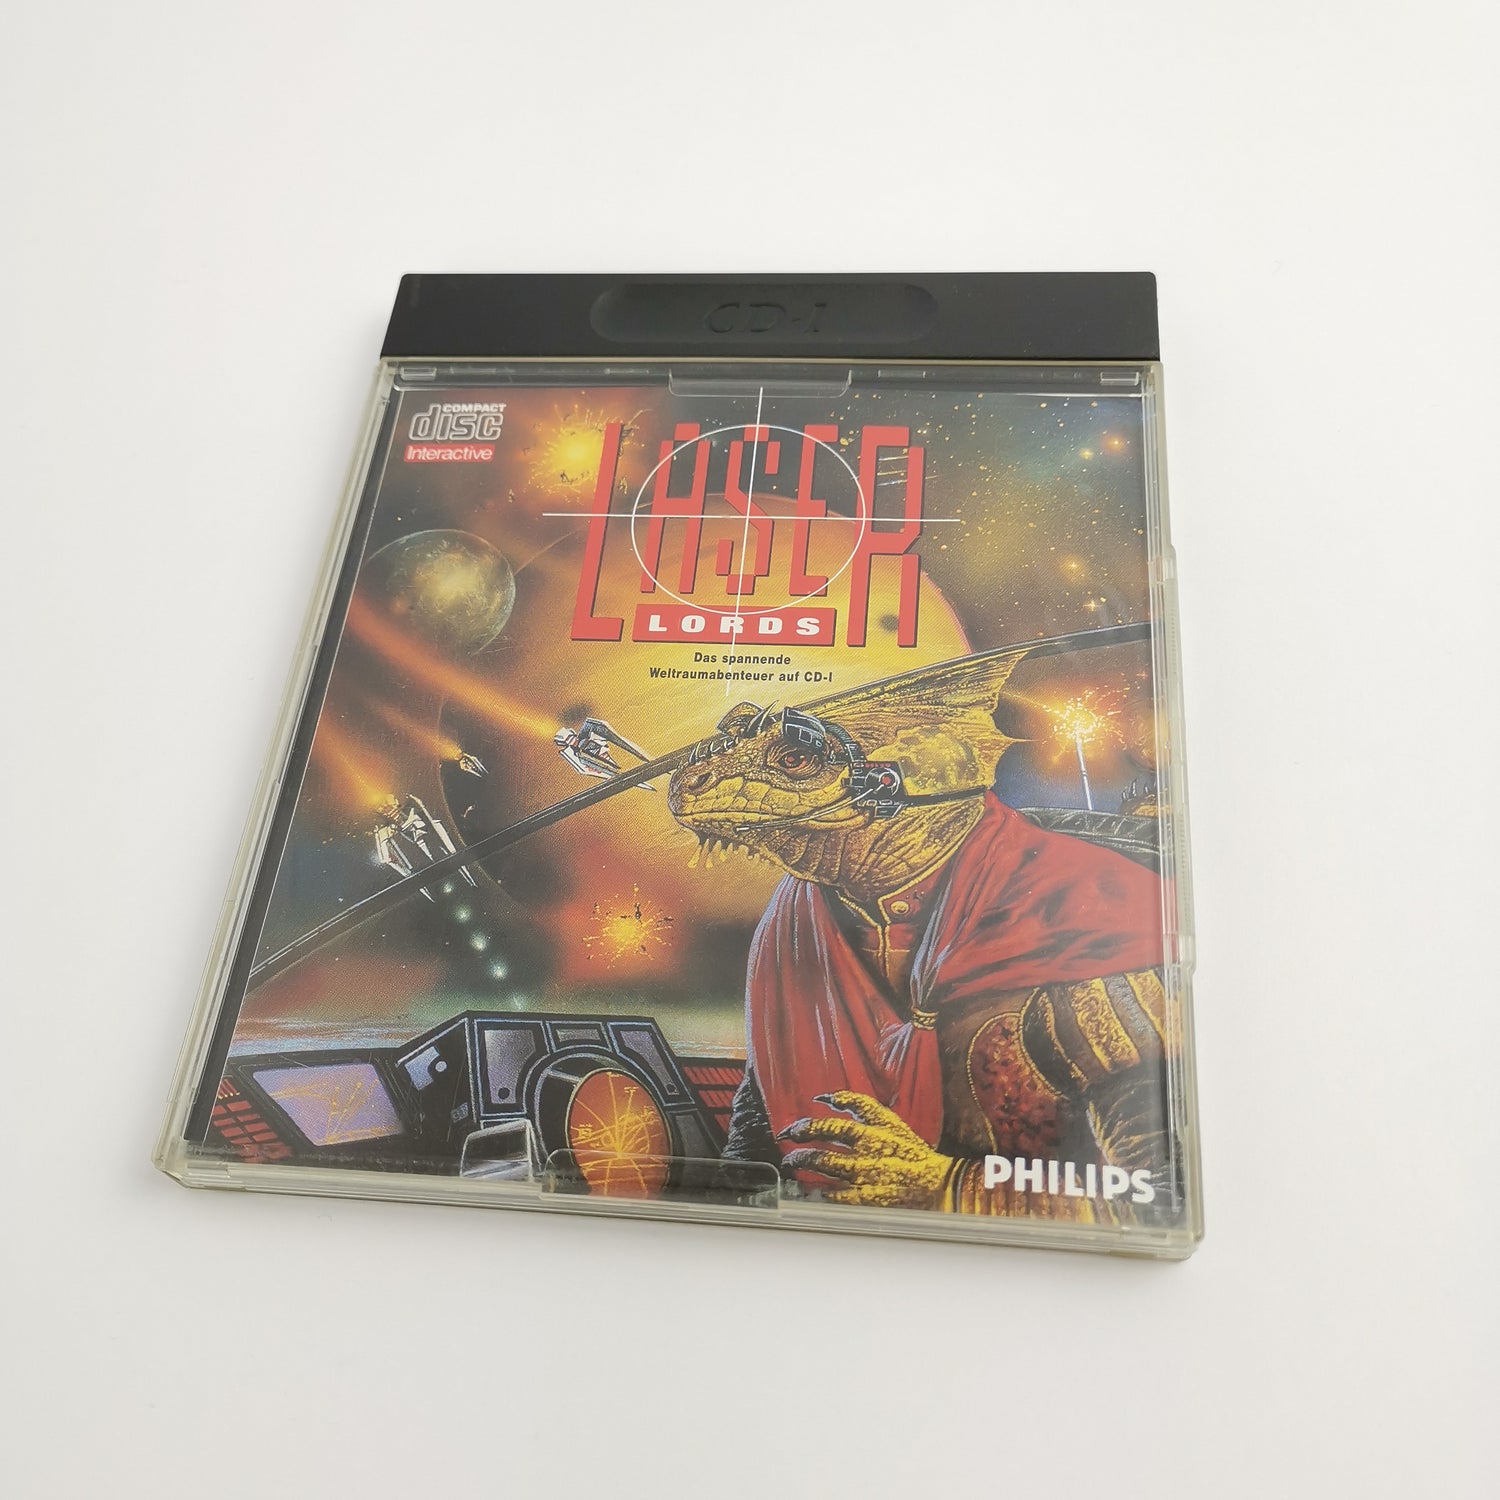 CD-I
COMPACT
disc
Interactive
LASER
LORDS
Das spannende
Weltraumabenteuer auf CD-I
PHILIPS